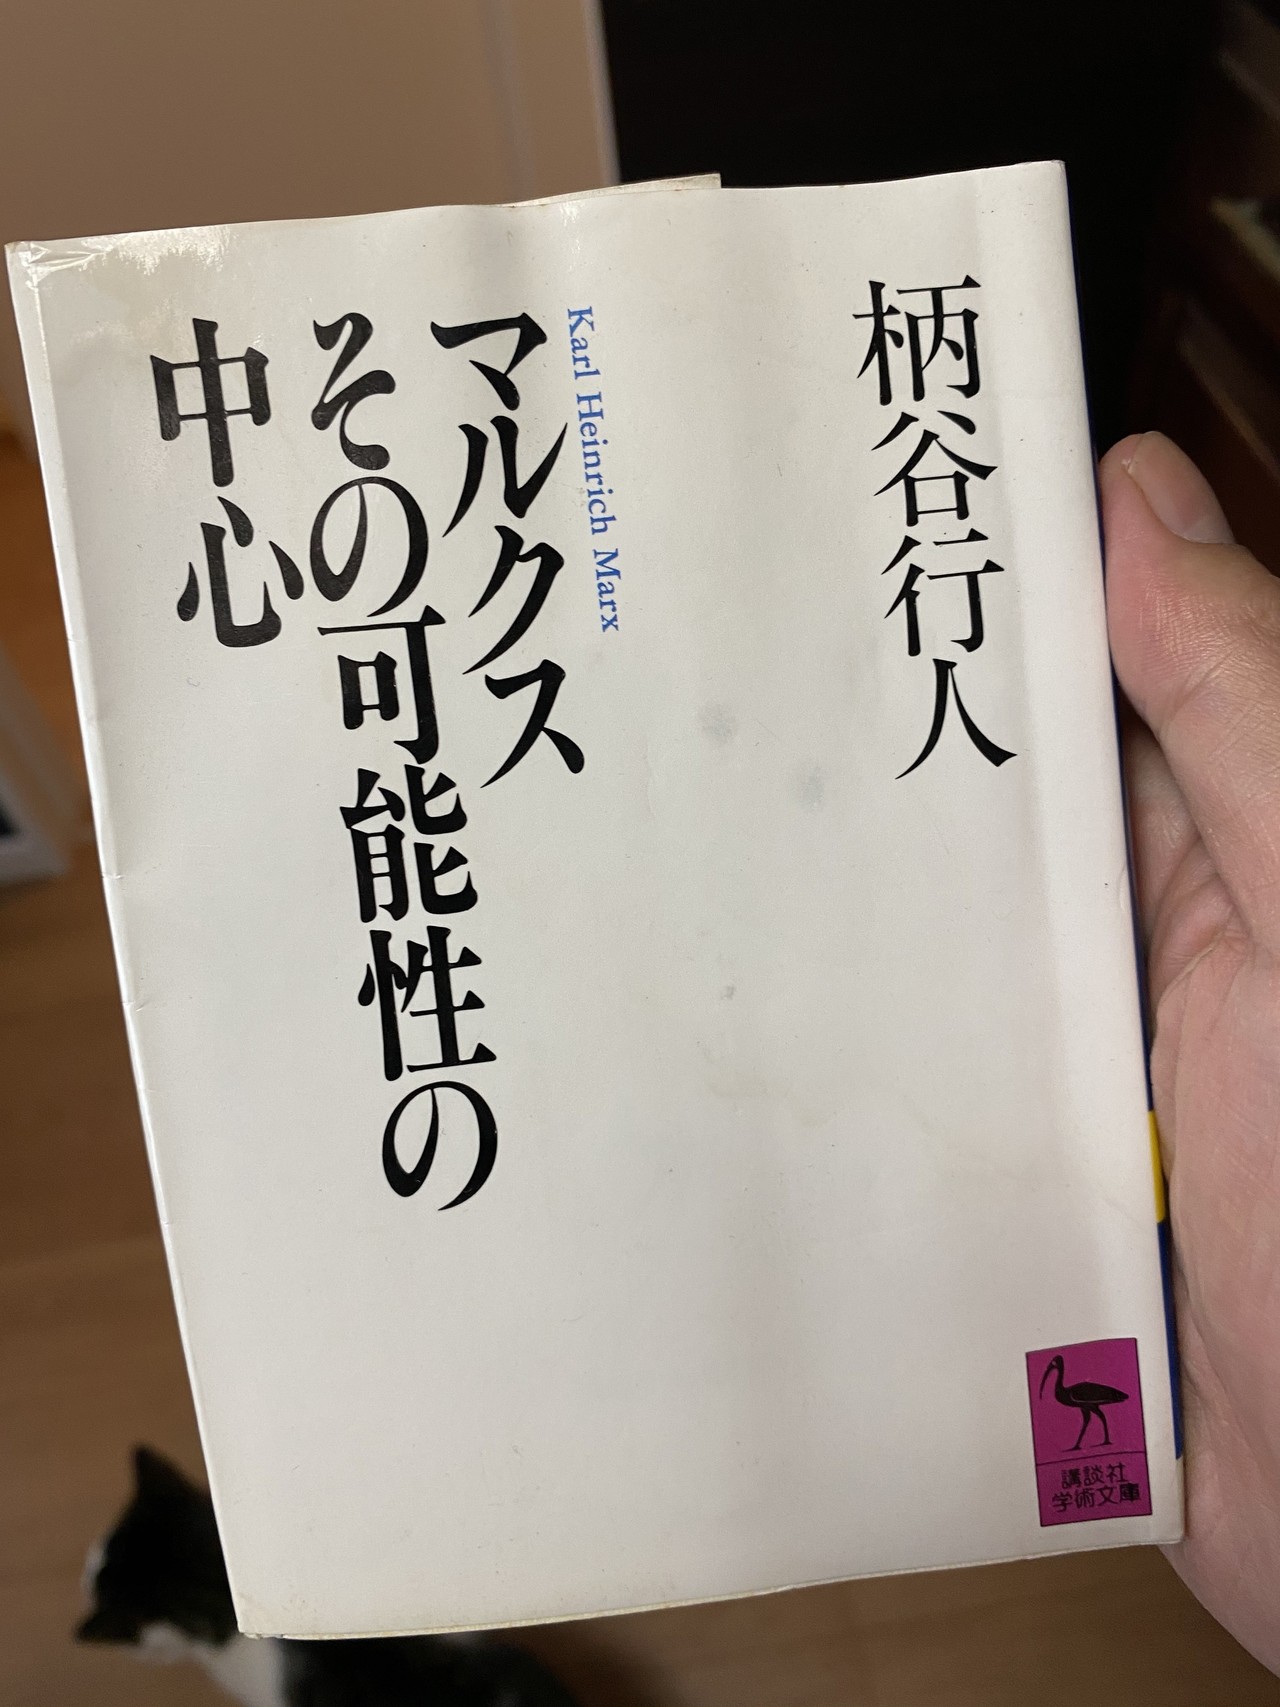 柄谷行人
Karl Heinrich Marx
マルクス
その可能性の
中心
講談社
学術文庫